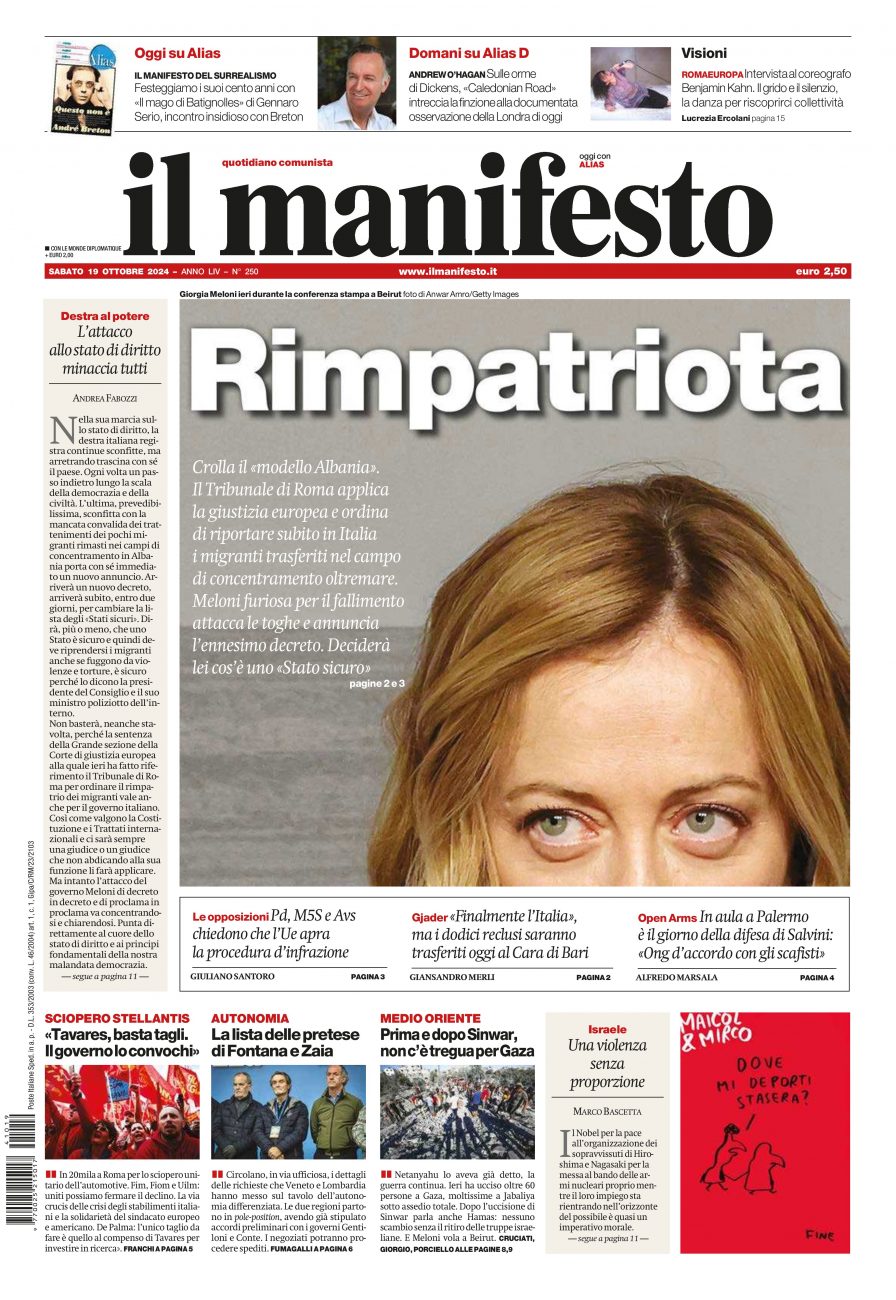 Oggi su Alias
IL MANIFESTO DEL SURREALISMO
Festeggiamo i suoi cento anni con
«Il mago di Batignolles» di Gennaro
Serio, incontro insidioso con Breton
Alias
Questo non è
André Breton
Domani su Alias D
ANDREW O'HAGAN Sulle orme
di Dickens, «Caledonian Road»
intreccia la finzione alla documentata
osservazione della Londra di oggi
Visioni
ROMAEUROPA Intervista al coreografo
Benjamin Kahn. Il grido e il silenzio,
la danza per riscoprirci collettività
Lucrezia Ercolani pagina 15
quotidiano comunista
oggi con
ALIAS
il manifesto
CON LE MONDE DIPLOMATIQUE
+ EURO 2,00
SABATO 19 OTTOBRE 2024 – ANNO LIV – N° 250
www.ilmanifesto.it
euro 2,50
Giorgia Meloni ieri durante la conferenza stampa a Beirut foto di Anwar Amro/Getty Images
Destra al potere
L'attacco
allo stato di diritto
minaccia tutti
ANDREA FABOZZI
Nella sua marcia sul-
lo stato di diritto, la
destra italiana regi-
stra continue sconfitte, ma
arretrando trascina con sé
il paese. Ogni volta un pas-
so indietro lungo la scala
della democrazia e della
civiltà. L'ultima, prevedibi-
lissima, sconfitta con la
mancata convalida dei trat-
tenimenti dei pochi mi-
granti rimasti nei campi di
concentramento in Alba-
nia porta con sé immedia-
to un nuovo annuncio. Ar-
riverà un nuovo decreto,
arriverà subito, entro due
giorni, per cambiare la li-
sta degli «Stati sicuri». Di-
rà, più o meno, che uno
Stato è sicuro e quindi de-
ve riprendersi i migranti
anche se fuggono da vio-
lenze e torture, è sicuro
perché lo dicono la presi-
dente del Consiglio e il suo
ministro poliziotto dell'in-
terno.
Non basterà, neanche sta-
volta, perché la sentenza
della Grande sezione della
Corte di giustizia europea
alla quale ieri ha fatto rife-
rimento il Tribunale di Ro-
ma per ordinare il rimpa-
trio dei migranti vale an-
che per il governo italiano.
Così come valgono la Costi-
tuzione e i Trattati interna-
zionali e ci sarà sempre
una giudice o un giudice
che non abdicando alla sua
funzione li farà applicare.
Ma intanto l'attacco del
governo Meloni di decreto
in decreto e di proclama in
proclama va concentrando-
si e chiarendosi. Punta di-
rettamente al cuore dello
stato di diritto e ai principi
fondamentali della nostra
malandata democrazia.
— segue a pagina 11 —
Rimpatriota
Crolla il «modello Albania».
Il Tribunale di Roma applica
la giustizia europea e ordina
di riportare subito in Italia
i migranti trasferiti nel campo
di concentramento oltremare.
Meloni furiosa per il fallimento
attacca le toghe e annuncia
l'ennesimo decreto. Deciderà
lei cos'è uno «Stato sicuro»
pagine 2 e 3
Le opposizioni Pd, M5S e Avs
chiedono che l'Ue apra
la procedura d'infrazione
GIULIANO SANTORO PAGINA 3
Gjader «Finalmente l'Italia»,
ma i dodici reclusi saranno
trasferiti oggi al Cara di Bari
GIANSANDRO MERLI PAGINA 2
Open Arms In aula a Palermo
è il giorno della difesa di Salvini:
«Ong d'accordo con gli scafisti»
ALFREDO MARSALA PAGINA 4
SCIOPERO STELLANTIS
«Tavares, basta tagli.
Il governo lo convochi»
In 20mila a Roma per lo sciopero uni-
tario dell'automotive. Fim, Fiom e Uilm:
uniti possiamo fermare il declino. La via
crucis delle crisi degli stabilimenti italia-
ni e la solidarietà del sindacato europeo
e americano. De Palma: l'unico taglio da
fare è quello al compenso di Tavares per
investire in ricerca». FRANCHI A PAGINA 5
AUTONOMIA
La lista delle pretese
di Fontana e Zaia
Circolano, in via ufficiosa, i dettagli
delle richieste che Veneto e Lombardia
hanno messo sul tavolo dell'autono-
mia differenziata. Le due regioni parto-
no in pole-position, avendo già stipulato
accordi preliminari con i governi Genti-
loni e Conte. I negoziati potranno pro-
cedere spediti. FUMAGALLI A PAGINA 6
MEDIO ORIENTE
Prima e dopo Sinwar,
non c'è tregua per Gaza
Netanyahu lo aveva già detto, la
guerra continua. Ieri ha ucciso oltre 60
persone a Gaza, moltissime a Jabaliya
sotto assedio totale. Dopo l'uccisione di
Sinwar parla anche Hamas: nessuno
scambio senza il ritiro delle truppe israe-
liane. E Meloni vola a Beirut. CRUCIATI,
GIORGIO, PORCIELLO ALLE PAGINE 8,9
Israele
Una violenza
senza
proporzione
MARCO BASCETTA
Il Nobel per la pace
all'organizzazione dei
sopravvissuti di Hiro-
shima e Nagasaki per la
messa al bando delle ar-
mi nucleari proprio men-
tre il loro impiego sta
rientrando nell'orizzonte
del possibile è quasi un
imperativo morale.
— segue a pagina 11 —
MAICOL
& MIRCO
DOVE
MI DEPORTI
STASERA?
FINE
Poste Italiane Sped. in a. p. - D.L. 353/2003 (conv. L. 46/2004) art. 1, c. 1, Gipa/C/RM/23/2103
41019
9 770025 215017